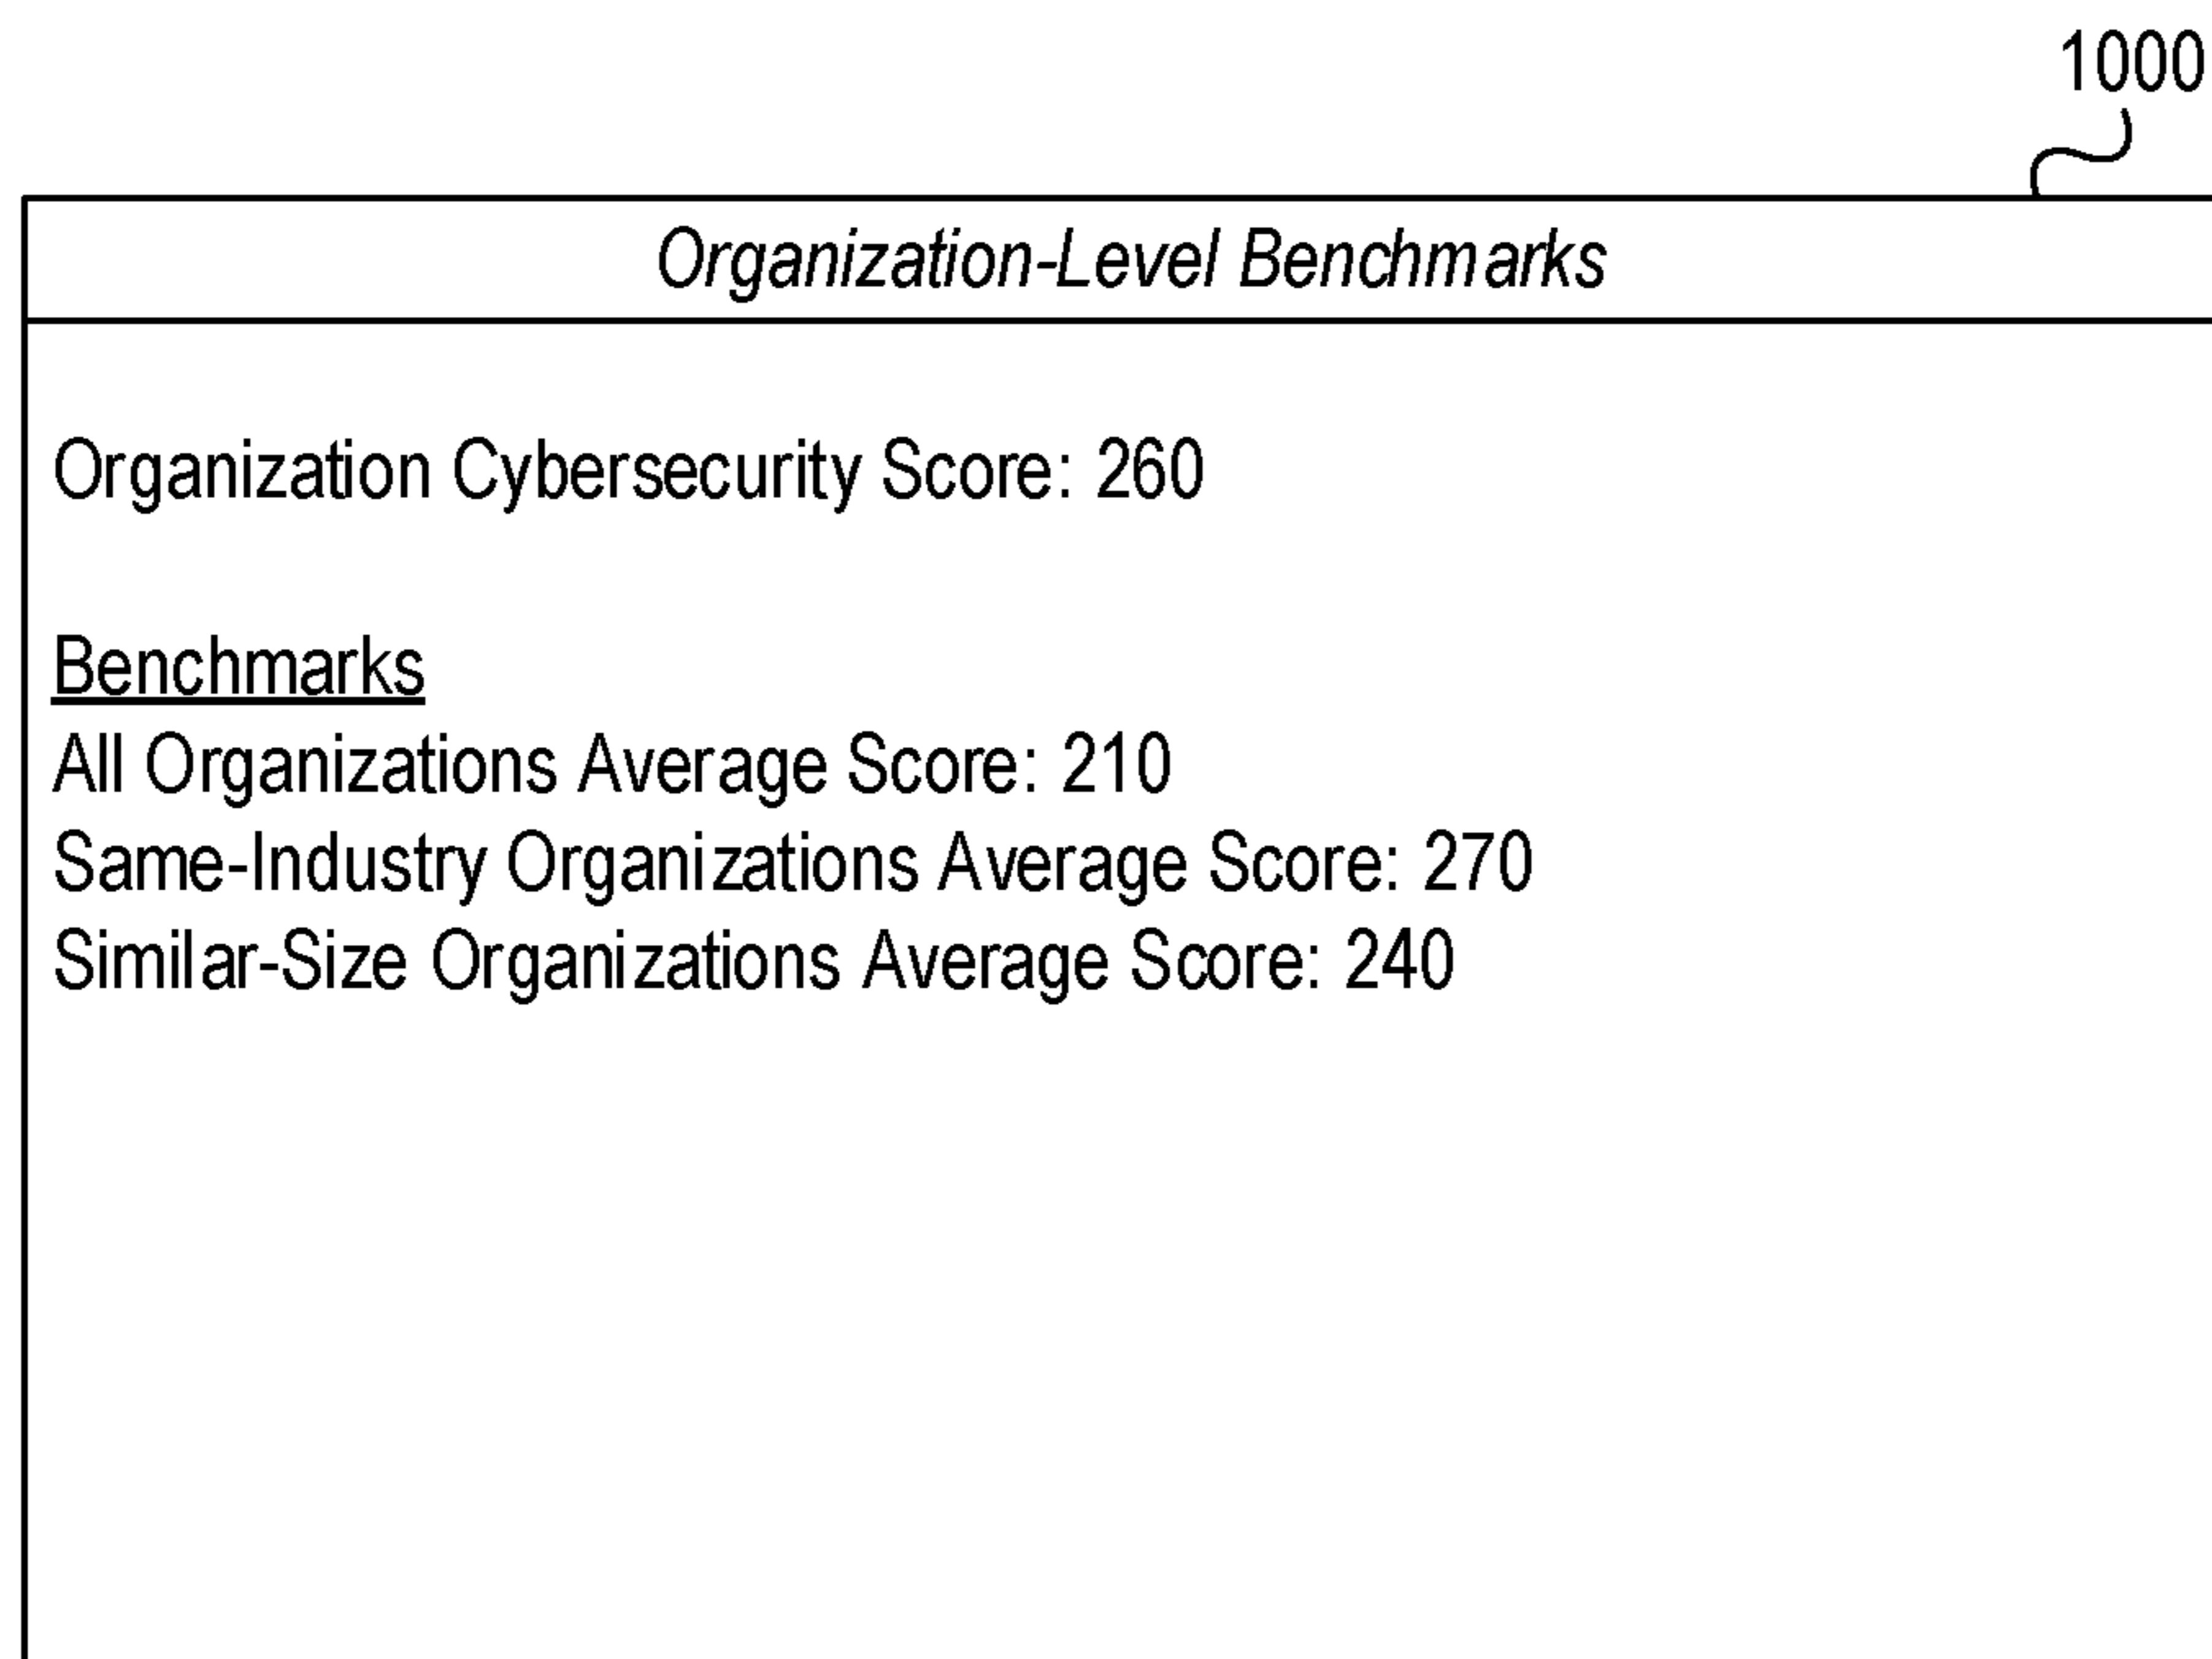 1000
Organization-Level Benchmarks
Organization Cybersecurity Score: 260
Benchmarks
All Organizations Average Score: 210
Same-Industry Organizations Average Score: 270
Similar-Size Organizations Average Score: 240